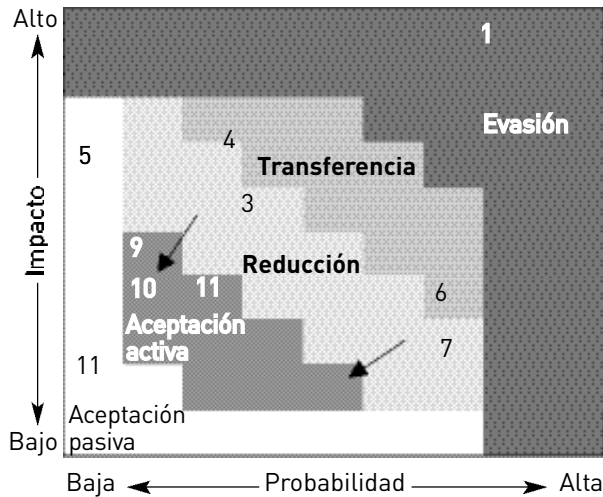 Alto
1
Evasión
5
4
Transferencia
3
Impacto
9
Reducción
10
11
6
Aceptación
activa
7
11
Aceptación
pasiva
Bajo
Baja
Probabilidad
Alta